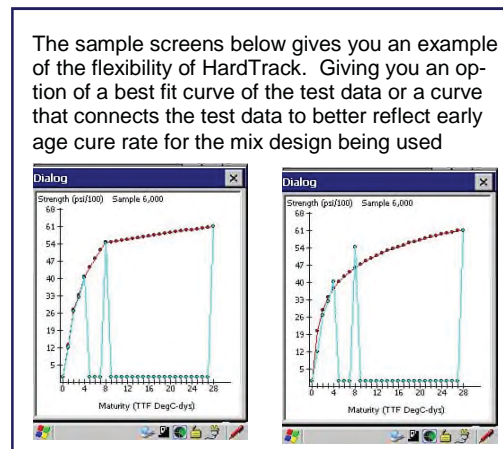 The sample screens below gives you an example
of the flexibility of HardTrack. Giving you an op-
tion of a best fit curve of the test data or a curve
that connects the test data to better reflect early
age cure rate for the mix design being used
Dialog
Strength (psi/100) Sample 6,000
68
61
54
47
40
33
26
19
12
5
0 4 8 12 16 20 24 28
Maturity (TTF DegC-dys)
Dialog
Strength (psi/100) Sample 6,000
68
61
54
47
40
33
26
19
12
5
0 4 8 12 16 20 24 28
Maturity (TTF DegC-dys)